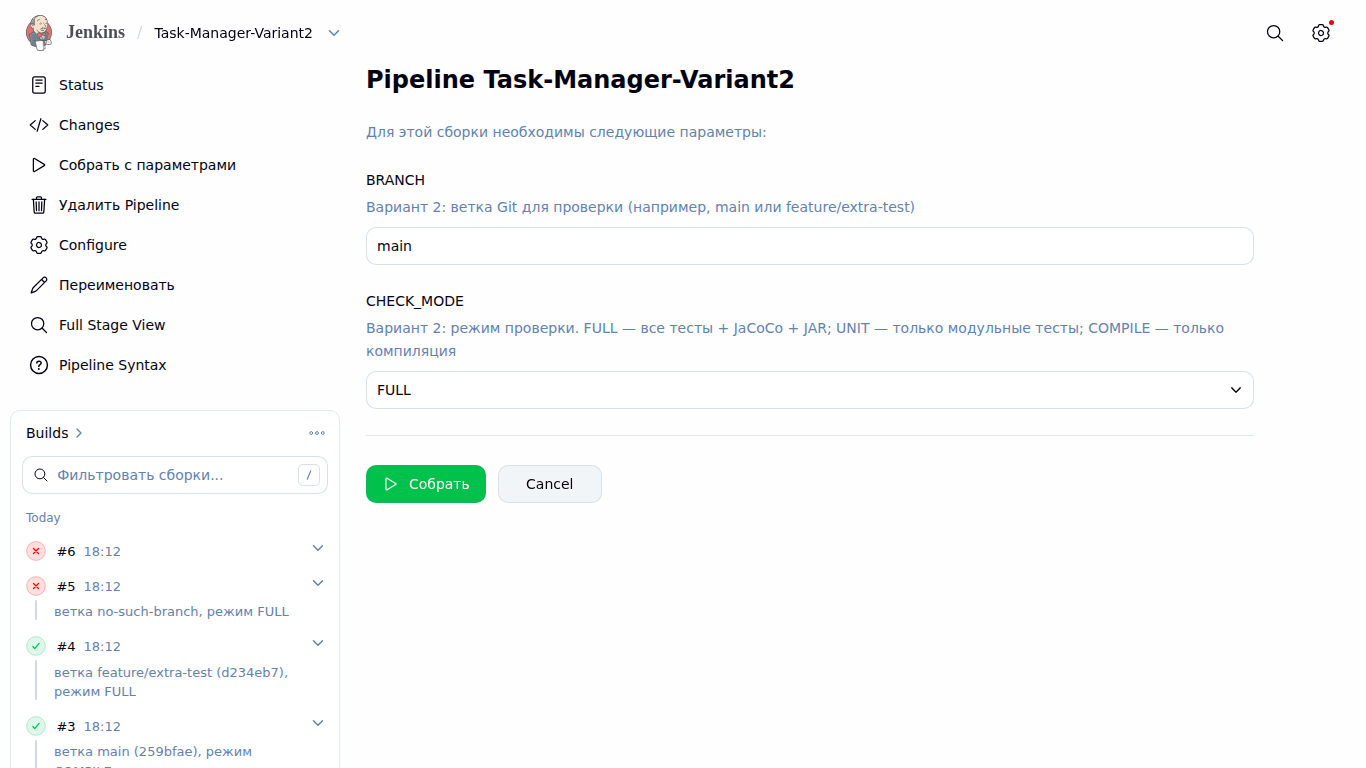 Jenkins / Task-Manager-Variant2
Status
Changes
Собрать с параметрами
Удалить Pipeline
Configure
Переименовать
Full Stage View
Pipeline Syntax
Builds
Фильтровать сборки... /
Today
#6 18:12
#5 18:12
ветка no-such-branch, режим FULL
#4 18:12
ветка feature/extra-test (d234eb7),
режим FULL
#3 18:12
ветка main (259bfae), режим
Pipeline Task-Manager-Variant2
Для этой сборки необходимы следующие параметры:
BRANCH
Вариант 2: ветка Git для проверки (например, main или feature/extra-test)
main
CHECK_MODE
Вариант 2: режим проверки. FULL — все тесты + JaCoCo + JAR; UNIT — только модульные тесты; COMPILE — только
компиляция
FULL
Собрать
Cancel